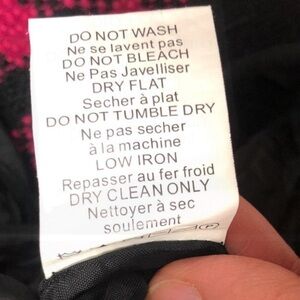 DO NOT WASH
Ne se lavent pas
DO NOT BLEACH
Ne Pas Javelliser
DRY FLAT
Secher à plat
DO NOT TUMBLE DRY
Ne pas secher
à la machine
LOW IRON
Repasser au fer froid
DRY CLEAN ONLY
Nettoyer à sec
soulement
P